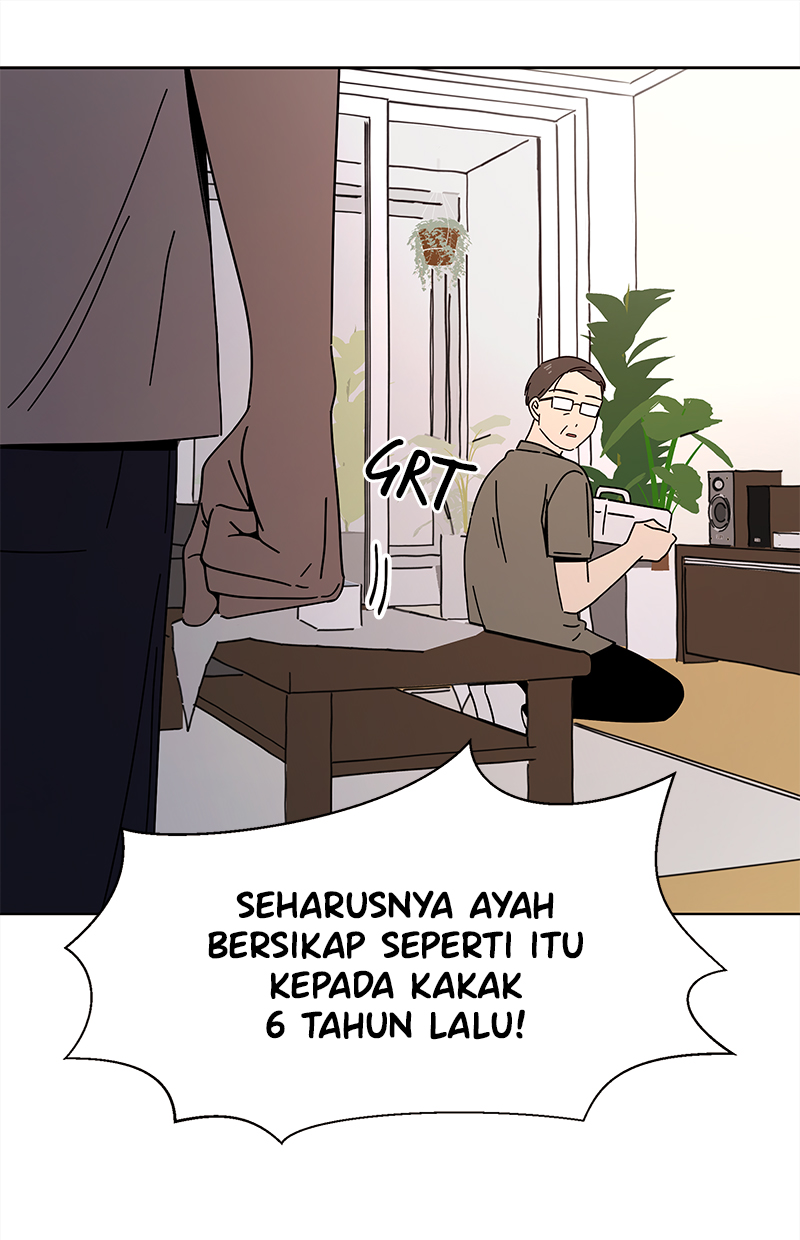 GRT
SEHARUSNYA AYAH
BERSIKAP SEPERTI ITU
KEPADA KAKAK
6 TAHUN LALU!